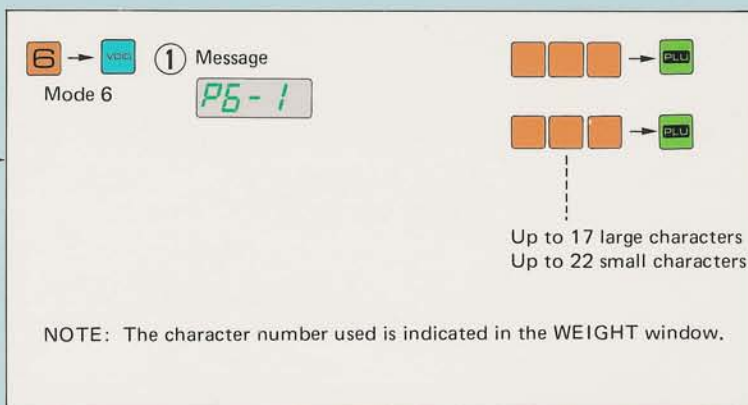 6 → VOID ① Message
Mode 6
P6-1
→ PLU
→ PLU
Up to 17 large characters
Up to 22 small characters
NOTE: The character number used is indicated in the WEIGHT window.